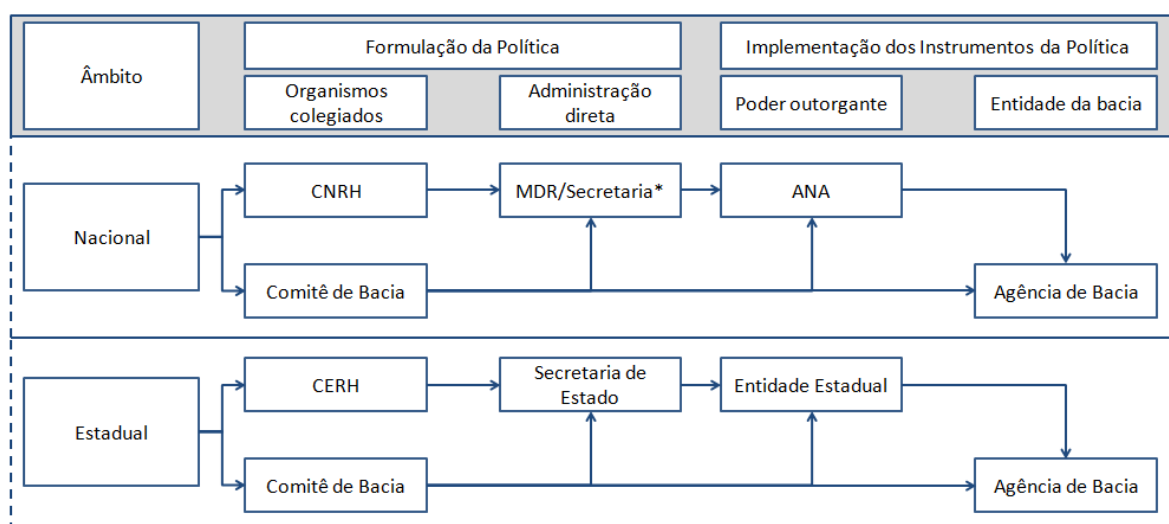 Âmbito
Formulação da Política
Implementação dos Instrumentos da Política
Organismos
colegiados
Administração
direta
Poder outorgante
Entidade da bacia
Nacional
CNRH
MDR/Secretaria*
ANA
Comitê de Bacia
Agência de Bacia
Estadual
CERH
Secretaria de
Estado
Entidade Estadual
Comitê de Bacia
Agência de Bacia